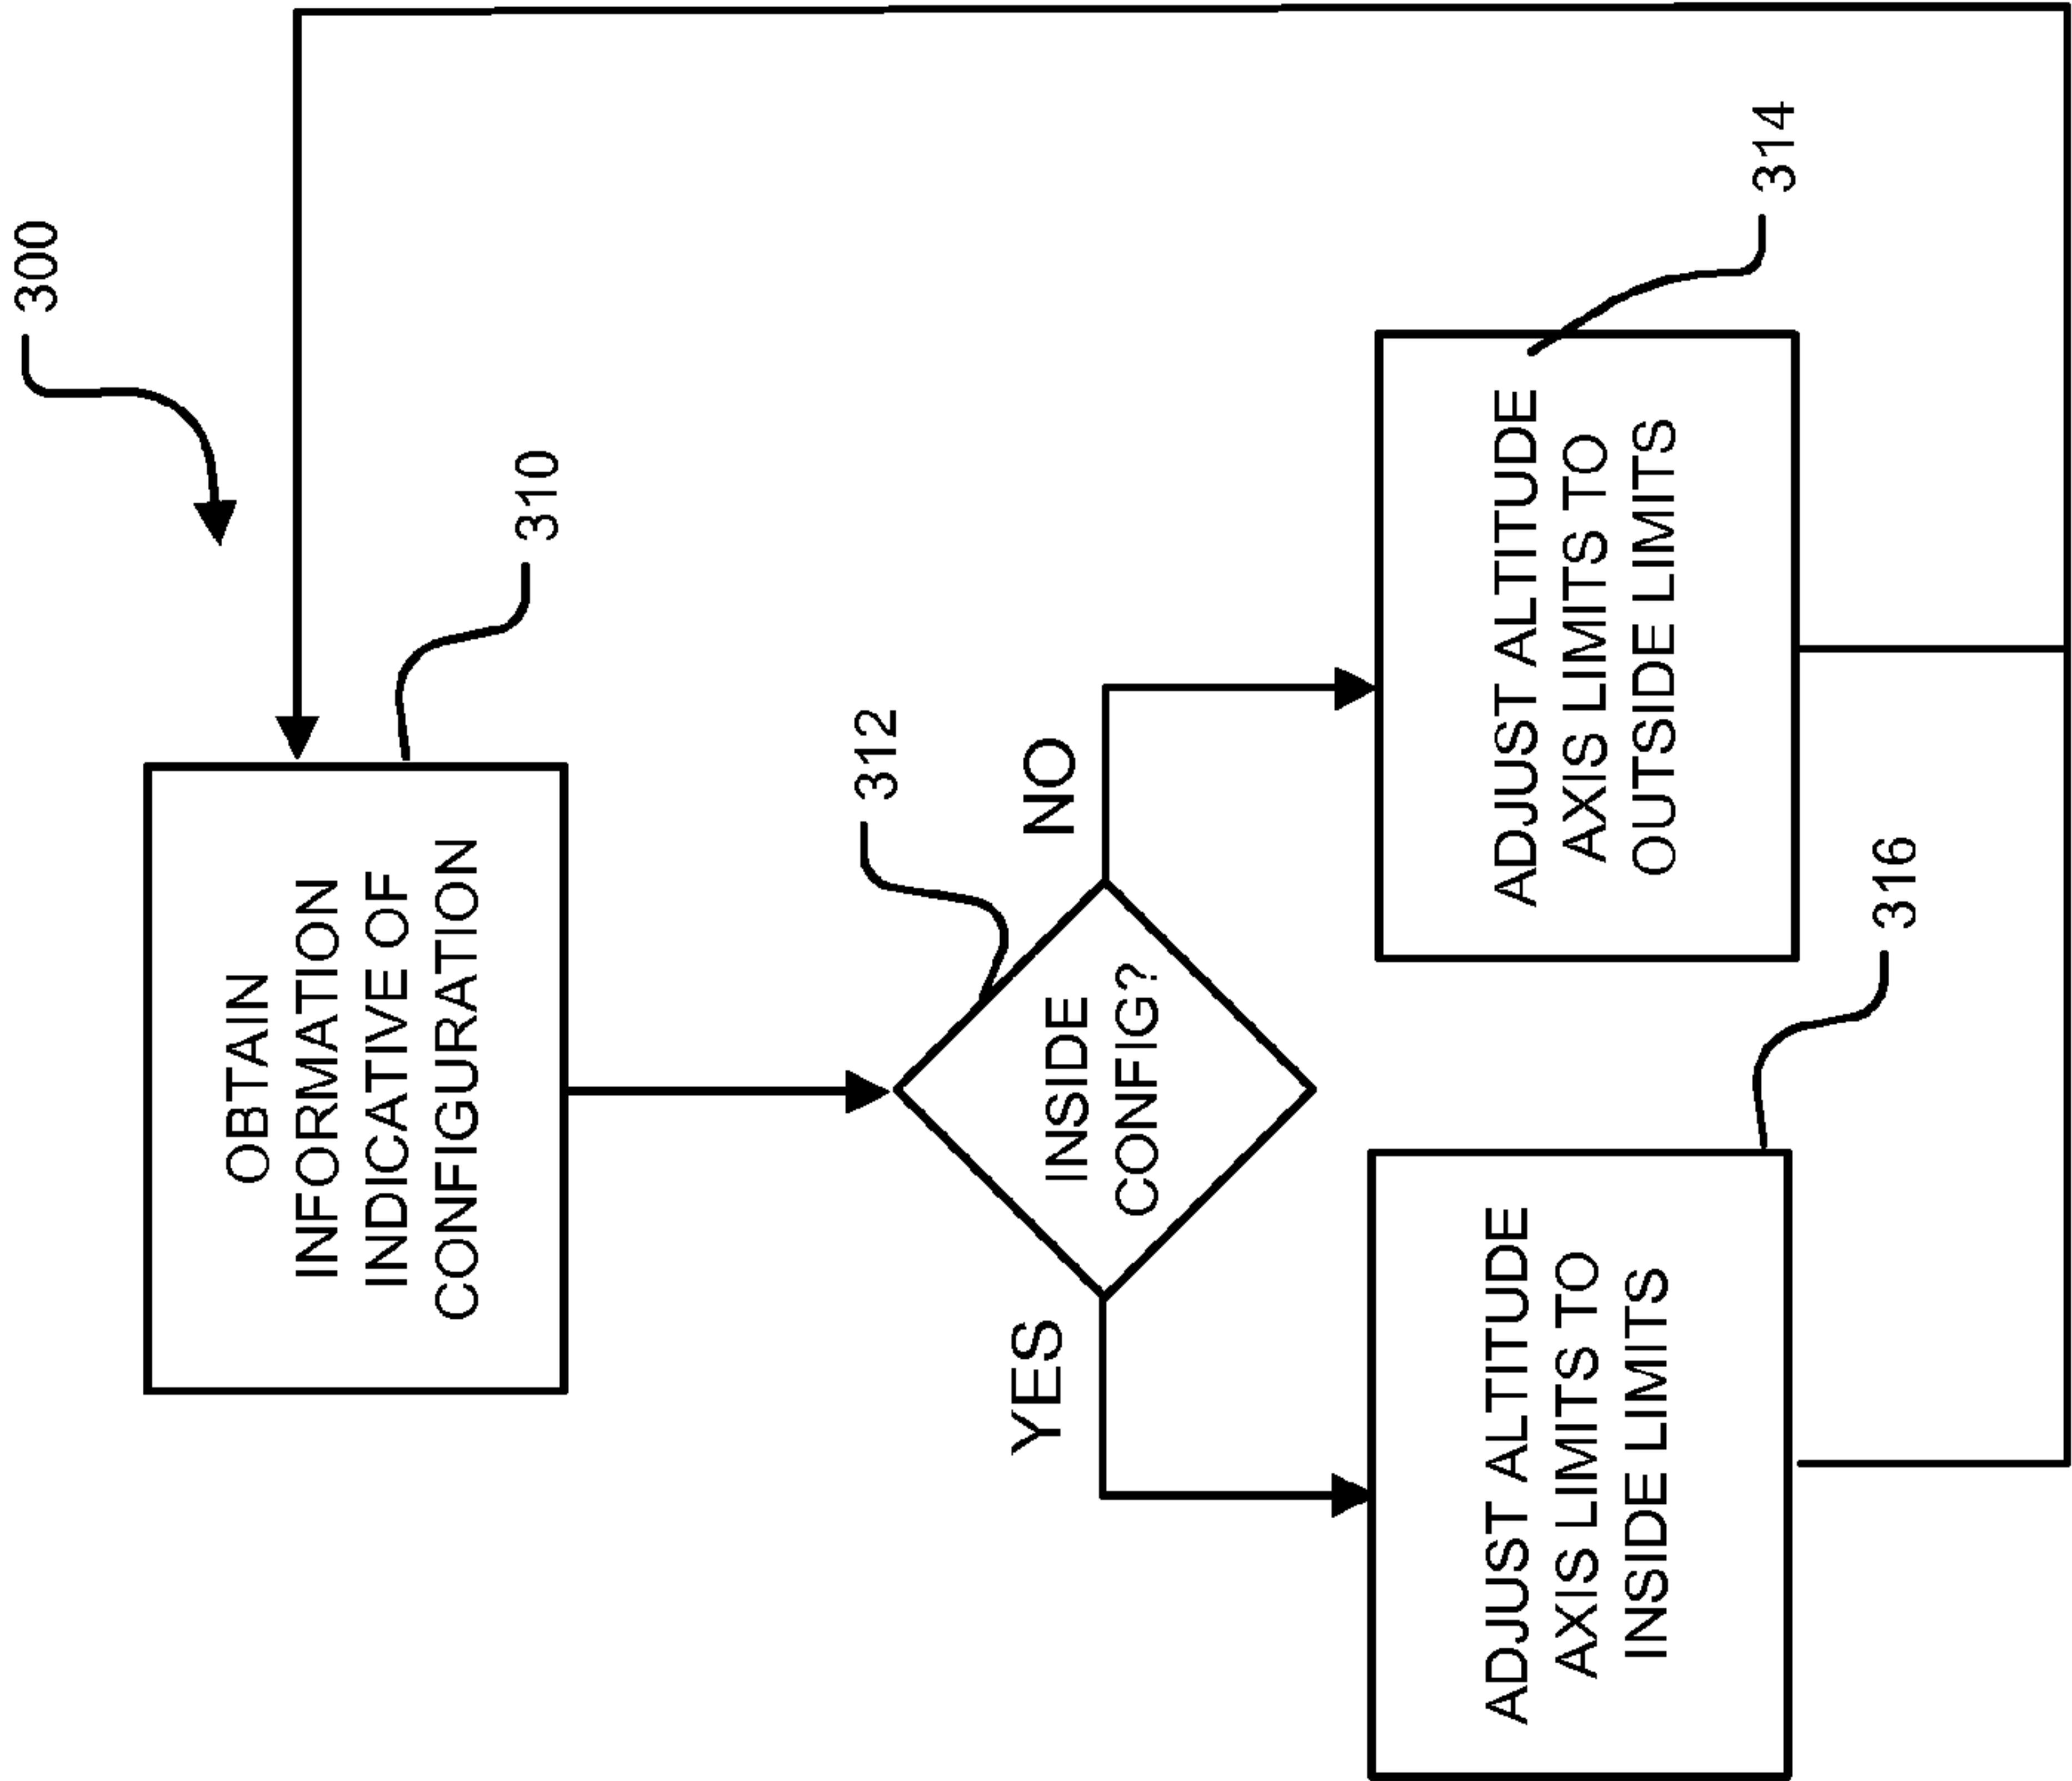 300
OBTAIN
INFORMATION
INDICATIVE OF
CONFIGURATION
310
INSIDE
CONFIG?
312
YES
NO
ADJUST ALTITUDE
AXIS LIMITS TO
INSIDE LIMITS
316
ADJUST ALTITUDE
AXIS LIMITS TO
OUTSIDE LIMITS
314